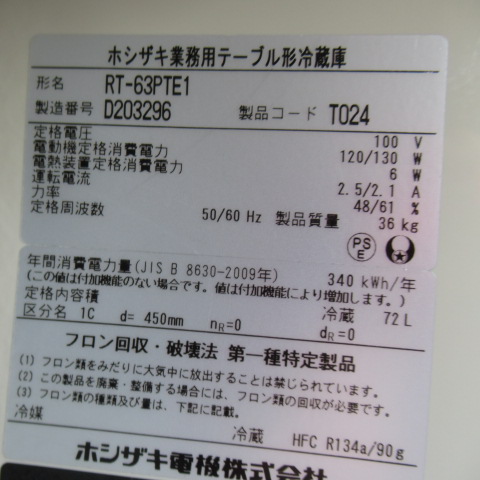 ホシザキ業務用テーブル形冷蔵庫
形名 RT-63PTE1
製造番号 D203296 製品コード T024
定格電圧 100 V
電動機定格消費電力 120/130 W
電熱装置定格消費電力 6 W
運転電流 2.5/2.1 A
力率 48/61 %
定格周波数 50/60 Hz 製品質量 36 kg
PS E
年間消費電力量(JIS B 8630-2009年) 340 kWh/年
(この値は付加機能のない場合です。値は付加機能により増加します。)
定格内容積 冷蔵 72 L
区分名 1C d= 450mm nR=0 dR=0
フロン回収・破壊法 第一種特定製品
(1) フロン類をみだりに大気中に放出することは禁じられています。
(2) この製品を廃棄・整備する場合には、フロン類の回収が必要です。
(3) フロン類の種類及び量は、下記に記載。
冷媒
冷蔵 HFC R134a/90g
ホシザキ電機株式会社